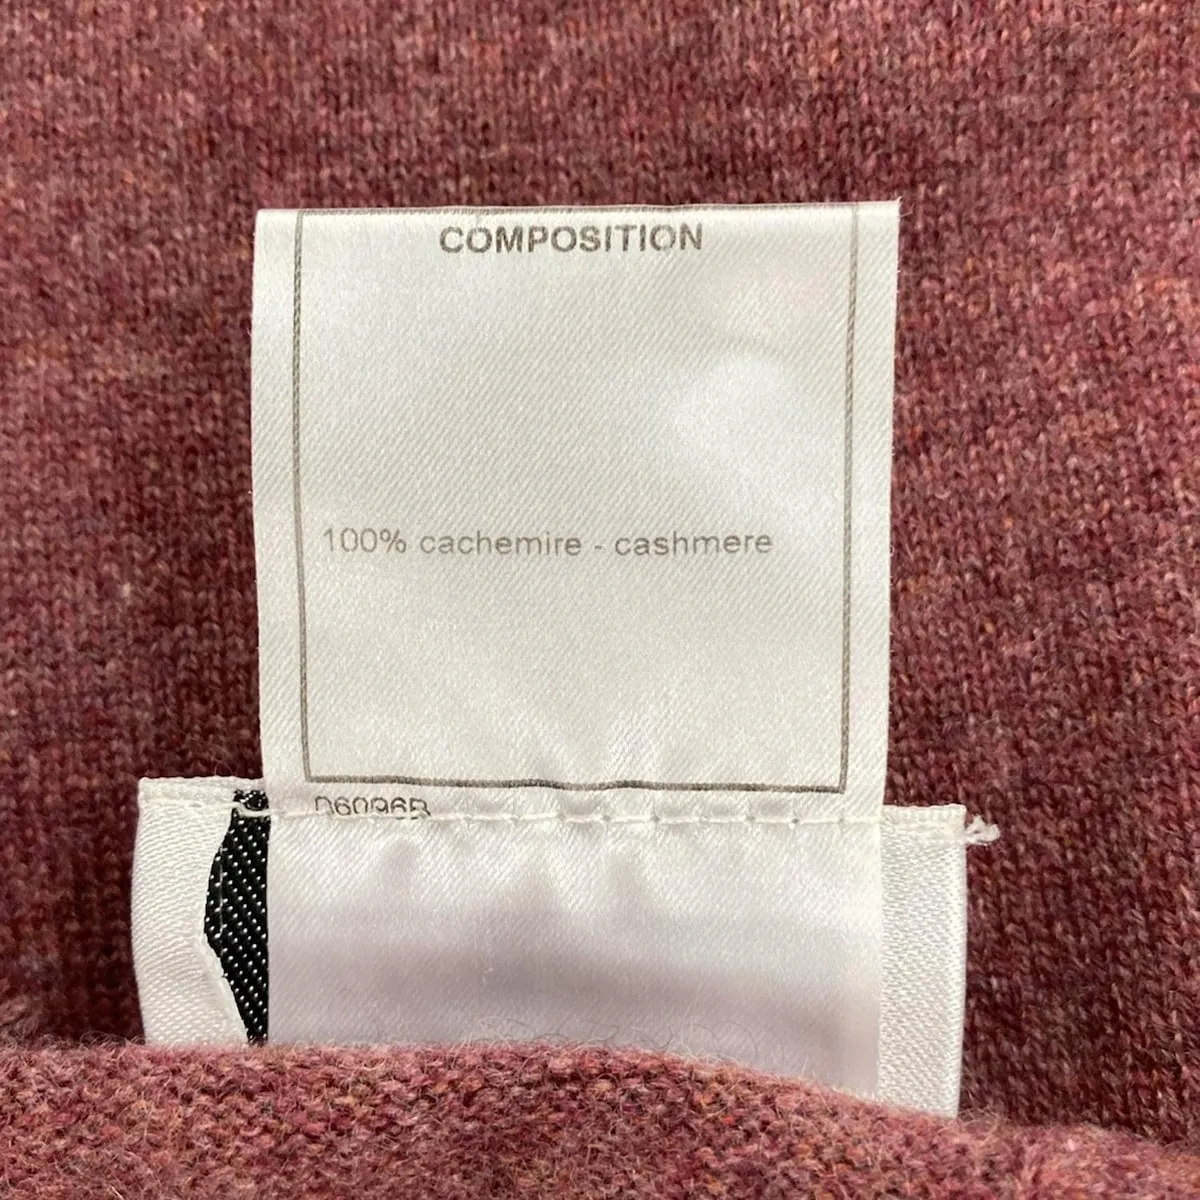 COMPOSITION
100% cachemire - cashmere
06096B